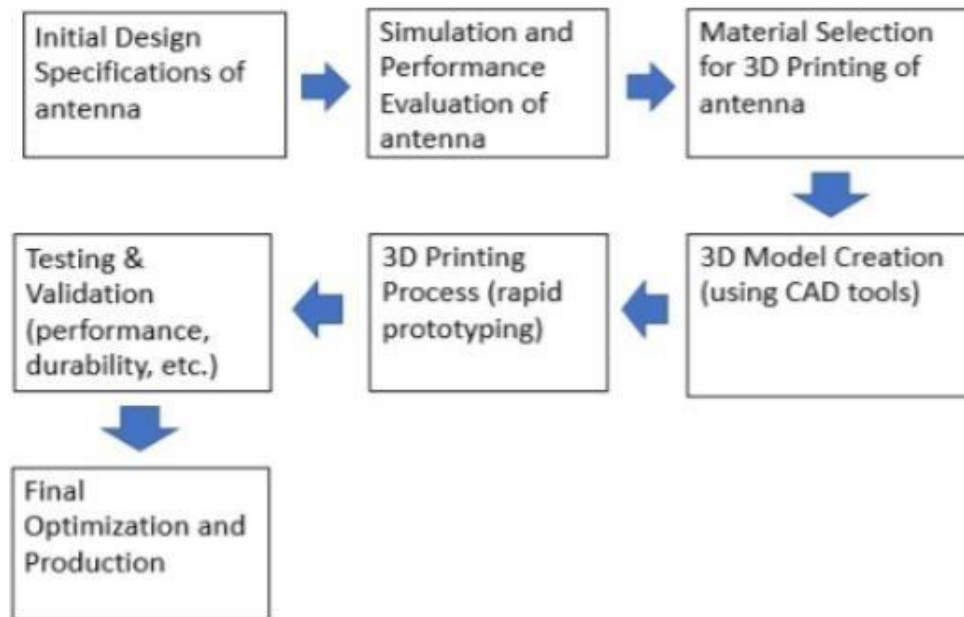 Initial Design
Specifications of
antenna
Simulation and
Performance
Evaluation of
antenna
Material Selection
for 3D Printing of
antenna
3D Model Creation
(using CAD tools)
3D Printing
Process (rapid
prototyping)
Testing &
Validation
(performance,
durability, etc.)
Final
Optimization and
Production